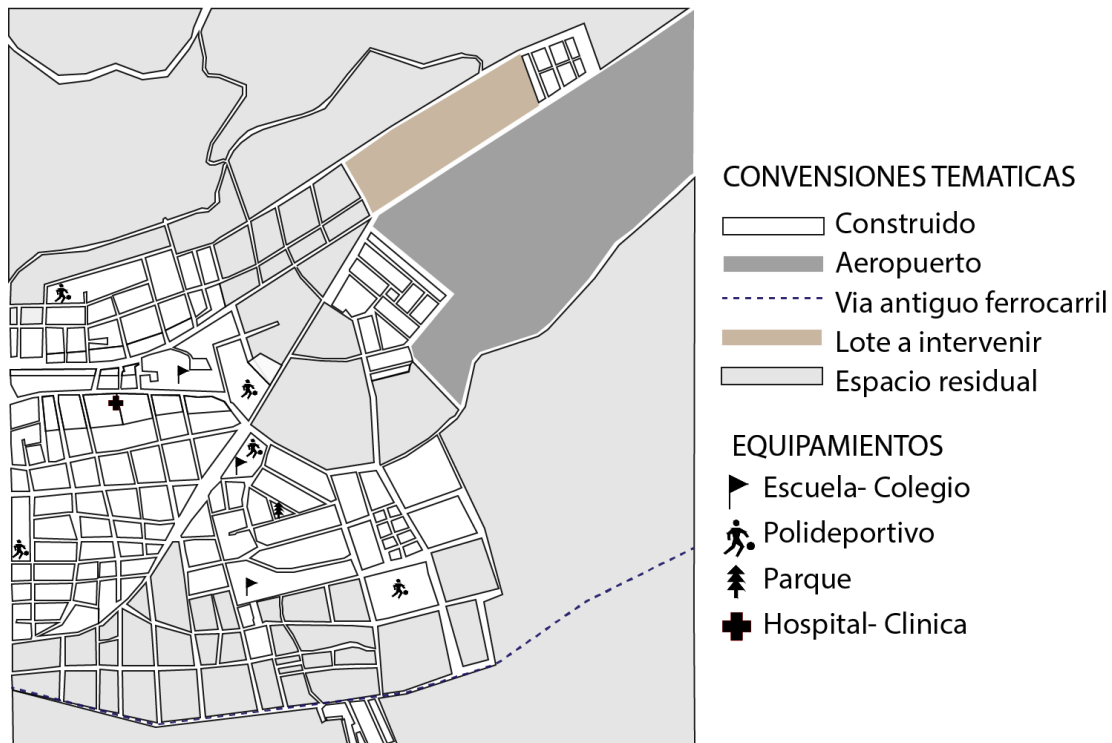 CONVENSIONES TEMATICAS
Construido
Aeropuerto
Via antiguo ferrocarril
Lote a intervenir
Espacio residual
EQUIPAMIENTOS
Escuela- Colegio
Polideportivo
Parque
Hospital- Clinica